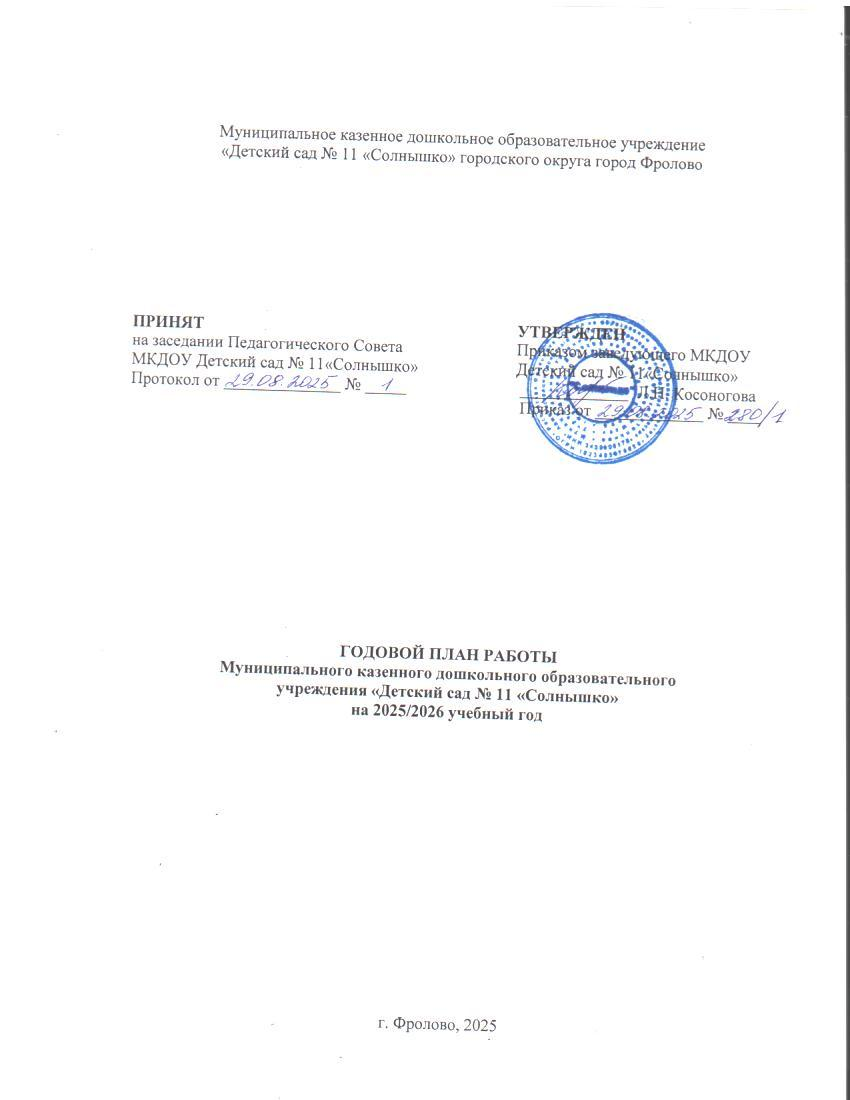 Муниципальное казенное дошкольное образовательное учреждение
«Детский сад № 11 «Солнышко» городского округа город Фролово
ПРИНЯТ
на заседании Педагогического Совета
МКДОУ Детский сад № 11«Солнышко»
Протокол от 29.08.2025 № 1
УТВЕРЖДЕН
Приказом заведующего МКДОУ
Детский сад № 11«Солнышко»
Косоногова
Приказ от 29.08.2025 № 280/1
ГОДОВОЙ ПЛАН РАБОТЫ
Муниципального казенного дошкольного образовательного
учреждения «Детский сад № 11 «Солнышко»
на 2025/2026 учебный год
г. Фролово, 2025